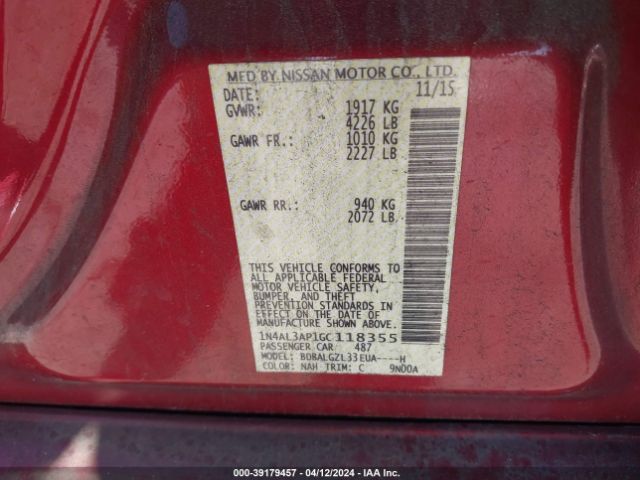 MFD BY NISSAN MOTOR CO., LTD.
DATE: 11/15
GVWR: 1917 KG
4226 LB
GAWR FR.: 1010 KG
2227 LB
GAWR RR.: 940 KG
2072 LB
THIS VEHICLE CONFORMS TO
ALL APPLICABLE FEDERAL
MOTOR VEHICLE SAFETY,
BUMPER, AND THEFT
PREVENTION STANDARDS IN
EFFECT ON THE DATE OF
MANUFACTURE SHOWN ABOVE.
1N4AL3AP1GC118355
PASSENGER CAR 487
MODEL: BDBALGZL33EUA----H
COLOR: NAH TRIM: C 9N00A
000-39179457 - 04/12/2024 - IAA Inc.